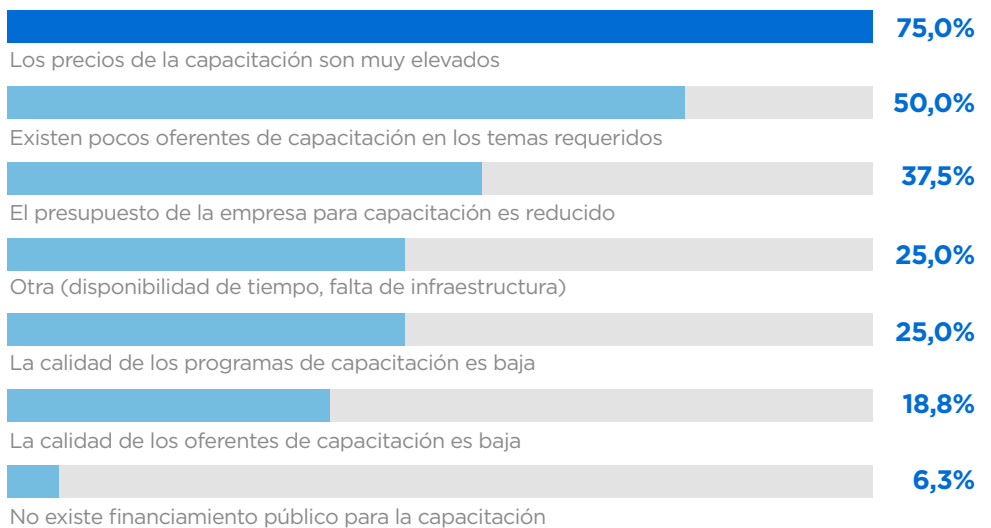 75,0%
Los precios de la capacitación son muy elevados
50,0%
Existen pocos oferentes de capacitación en los temas requeridos
37,5%
El presupuesto de la empresa para capacitación es reducido
25,0%
Otra (disponibilidad de tiempo, falta de infraestructura)
25,0%
La calidad de los programas de capacitación es baja
18,8%
La calidad de los oferentes de capacitación es baja
6,3%
No existe financiamiento público para la capacitación